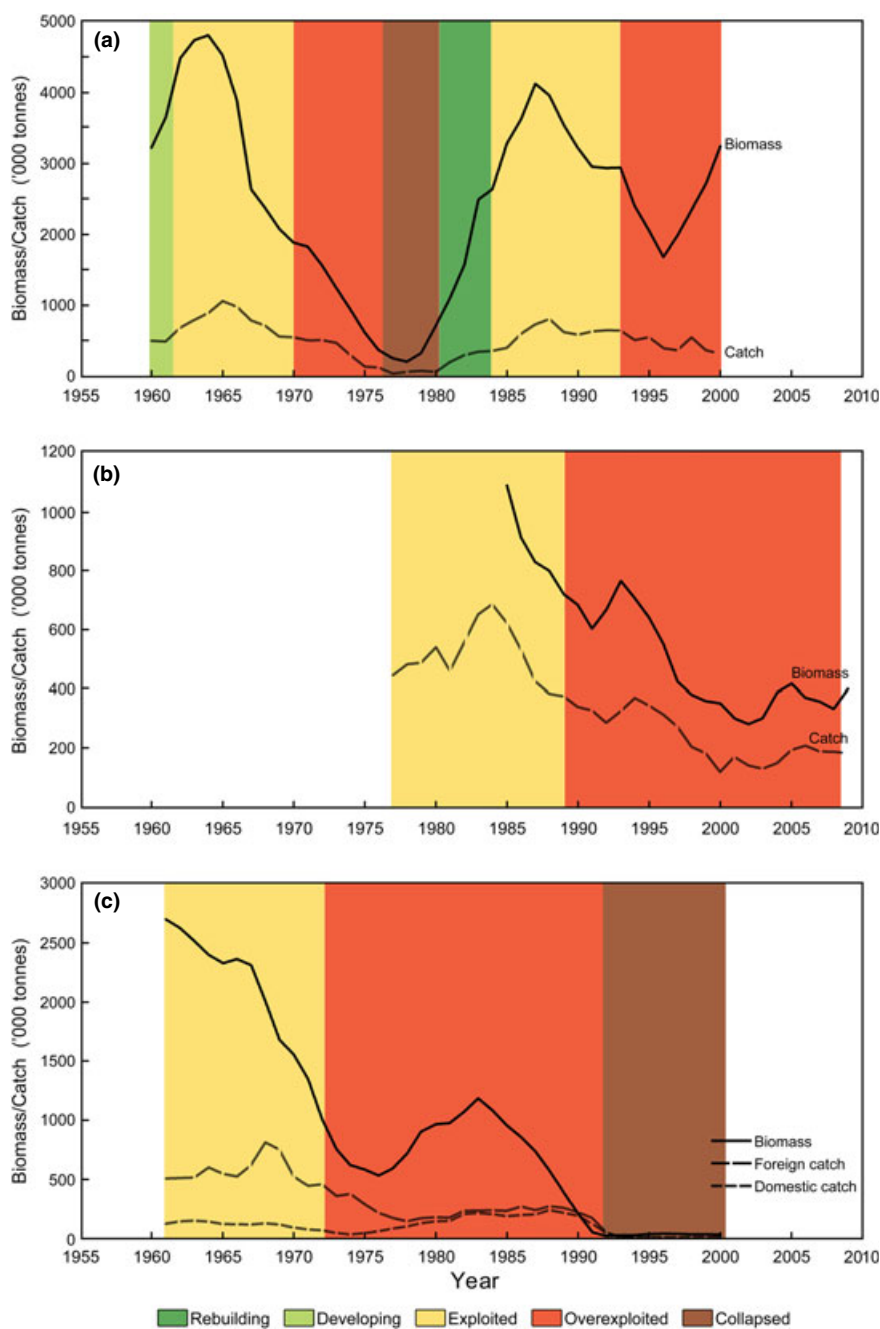 (a)
5000
4000
3000
2000
1000
0
Biomass/Catch ('000 tonnes)
Biomass
Catch
1955 1960 1965 1970 1975 1980 1985 1990 1995 2000 2005 2010
(b)
1200
1000
800
600
400
200
0
Biomass/Catch ('000 tonnes)
Biomass
Catch
1955 1960 1965 1970 1975 1980 1985 1990 1995 2000 2005 2010
(c)
3000
2500
2000
1500
1000
500
0
Biomass/Catch ('000 tonnes)
Biomass
Foreign catch
Domestic catch
1955 1960 1965 1970 1975 1980 1985 1990 1995 2000 2005 2010
Year
Rebuilding Developing Exploited Overexploited Collapsed